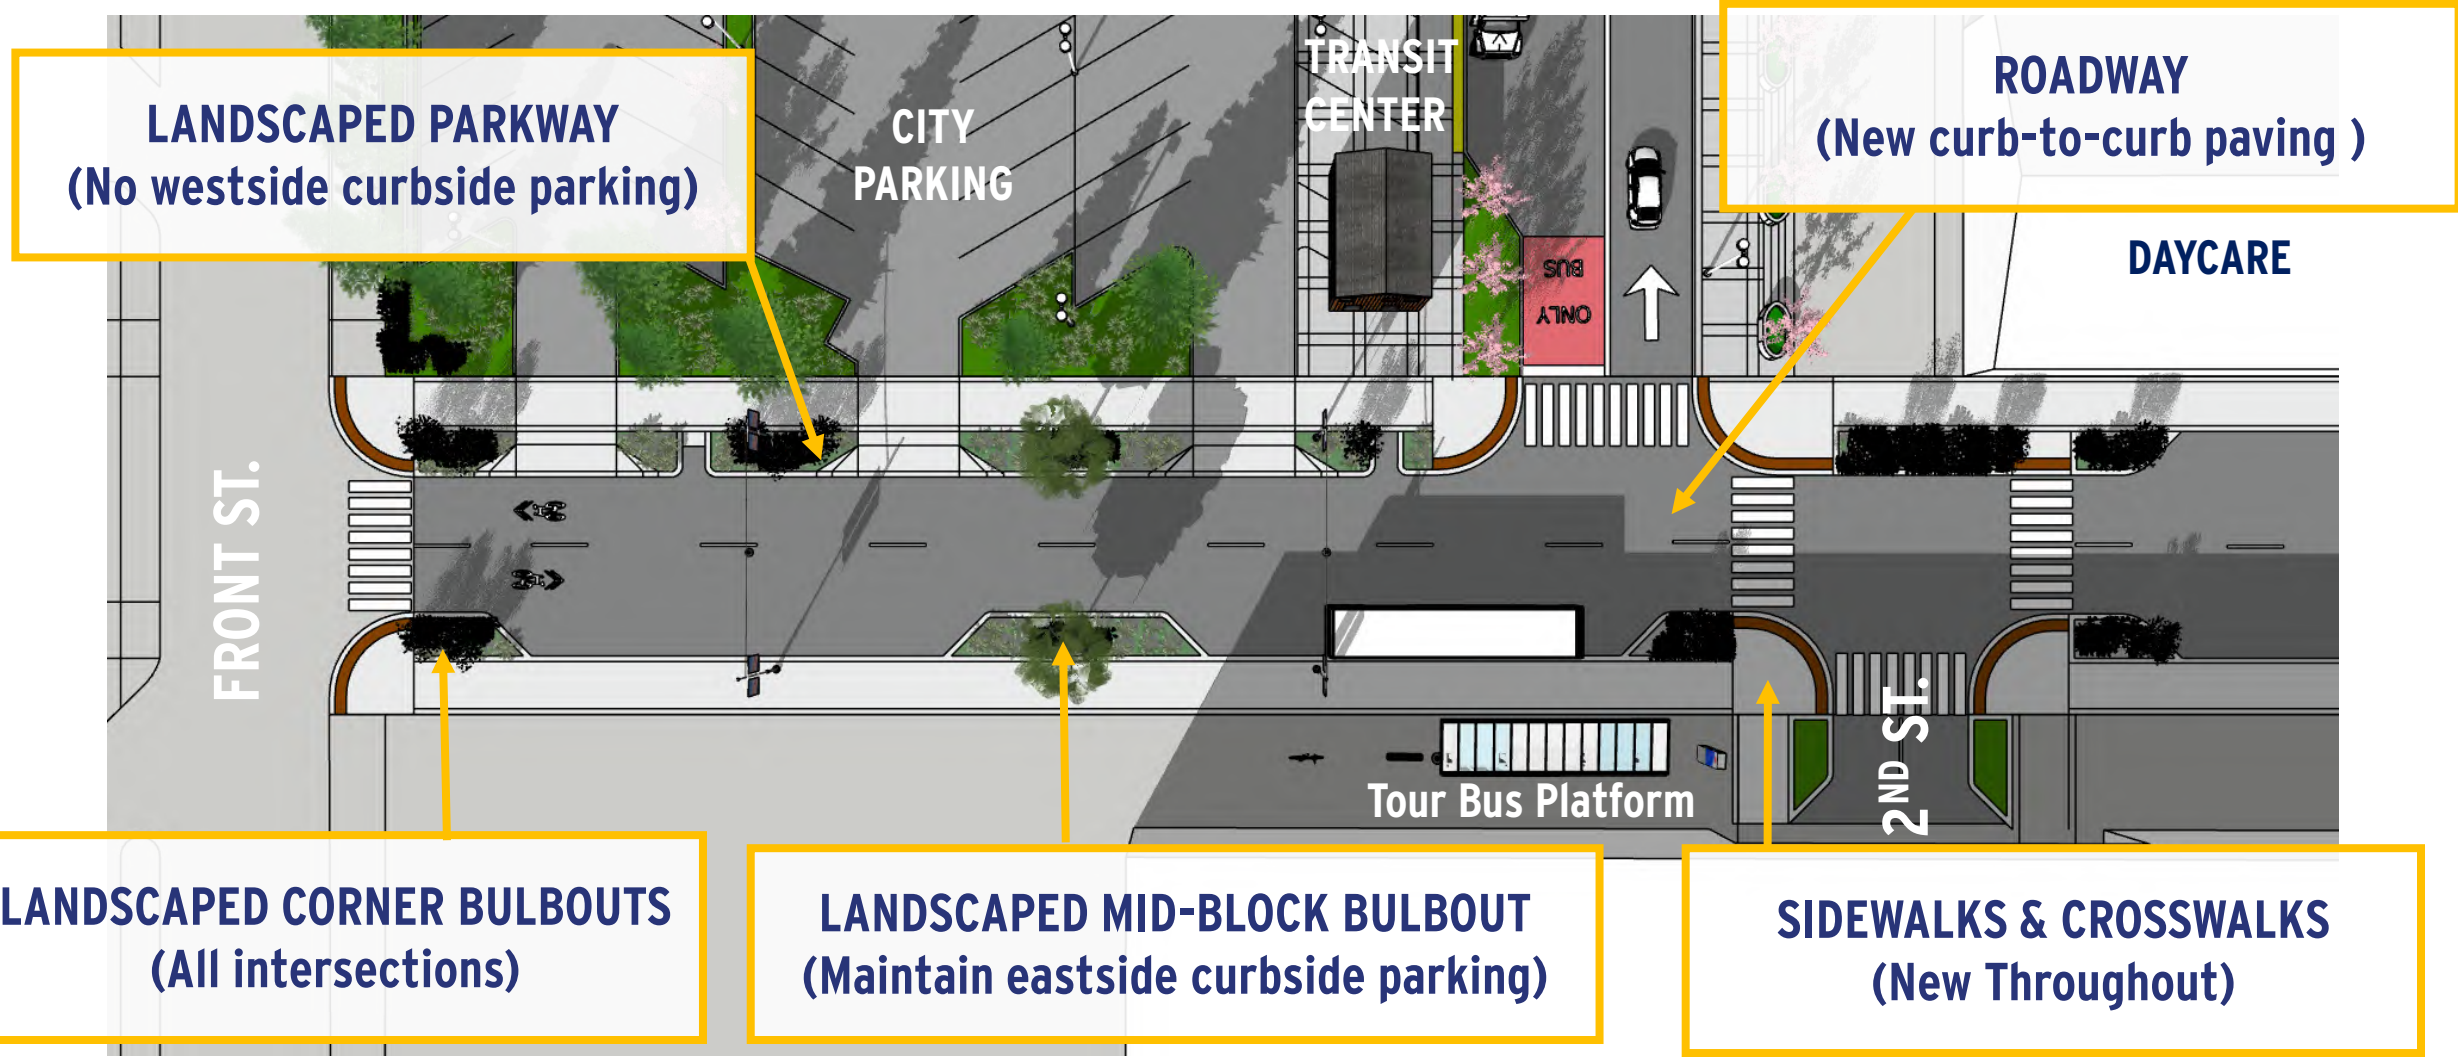 LANDSCAPED PARKWAY
(No westside curbside parking)
CITY
PARKING
TRANSIT
CENTER
ROADWAY
(New curb-to-curb paving )
DAYCARE
BUS
ONLY
FRONT ST.
2ND ST.
Tour Bus Platform
LANDSCAPED CORNER BULBOUTS
(All intersections)
LANDSCAPED MID-BLOCK BULBOUT
(Maintain eastside curbside parking)
SIDEWALKS & CROSSWALKS
(New Throughout)